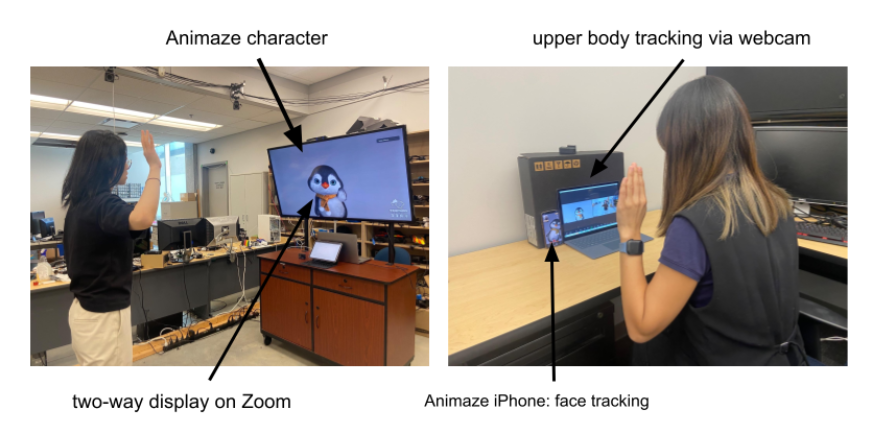 Animaze character
upper body tracking via webcam
two-way display on Zoom
Animaze iPhone: face tracking